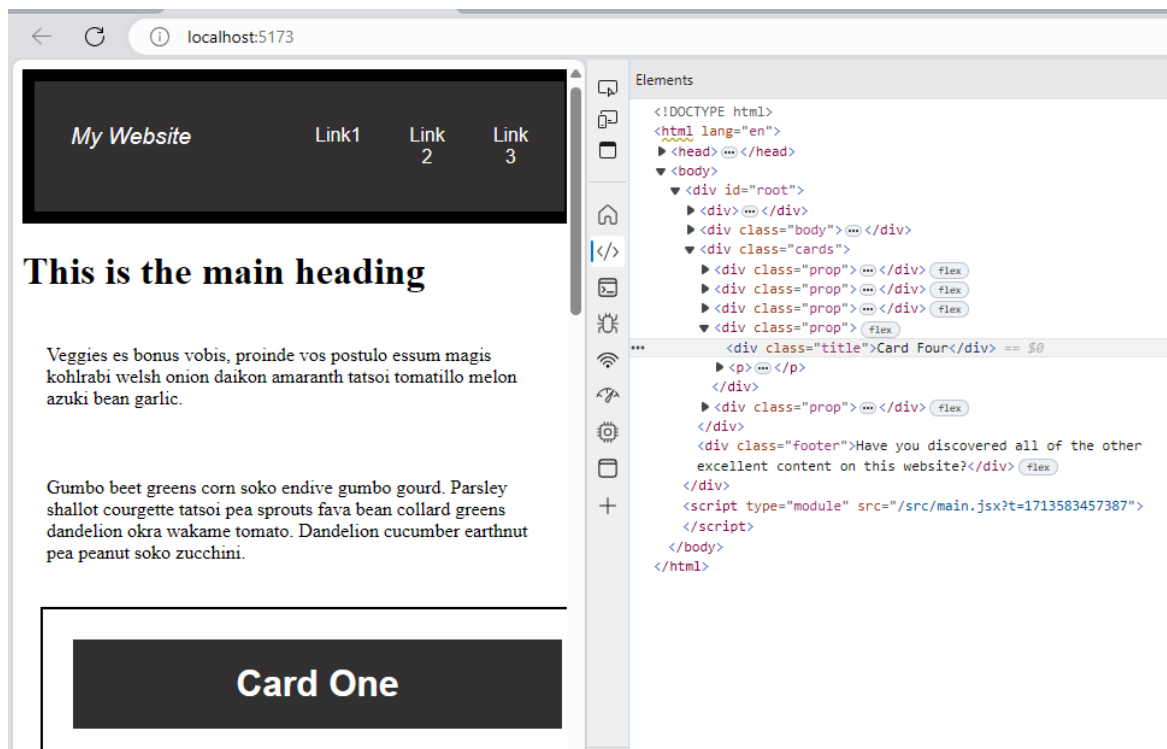 localhost:5173
My Website
Link1
Link
2
Link
3
This is the main heading
Veggies es bonus vobis, proinde vos postulo essum magis
kohlrabi welsh onion daikon amaranth tatsoi tomatillo melon
azuki bean garlic.
Gumbo beet greens corn soko endive gumbo gourd. Parsley
shallot courgette tatsoi pea sprouts fava bean collard greens
dandelion okra wakame tomato. Dandelion cucumber earthnut
pea peanut soko zucchini.
Card One
Elements
<!DOCTYPE html>
<html lang="en">
<head>…</head>
<body>
<div id="root">
<div>…</div>
<div class="body">…</div>
<div class="cards">
<div class="prop">…</div> flex
<div class="prop">…</div> flex
<div class="prop">…</div> flex
<div class="prop"> flex
<div class="title">Card Four</div> == $0
<p>…</p>
</div>
<div class="prop">…</div> flex
</div>
<div class="footer">Have you discovered all of the other
excellent content on this website?</div> flex
</div>
<script type="module" src="/src/main.jsx?t=1713583457387">
</script>
</body>
</html>